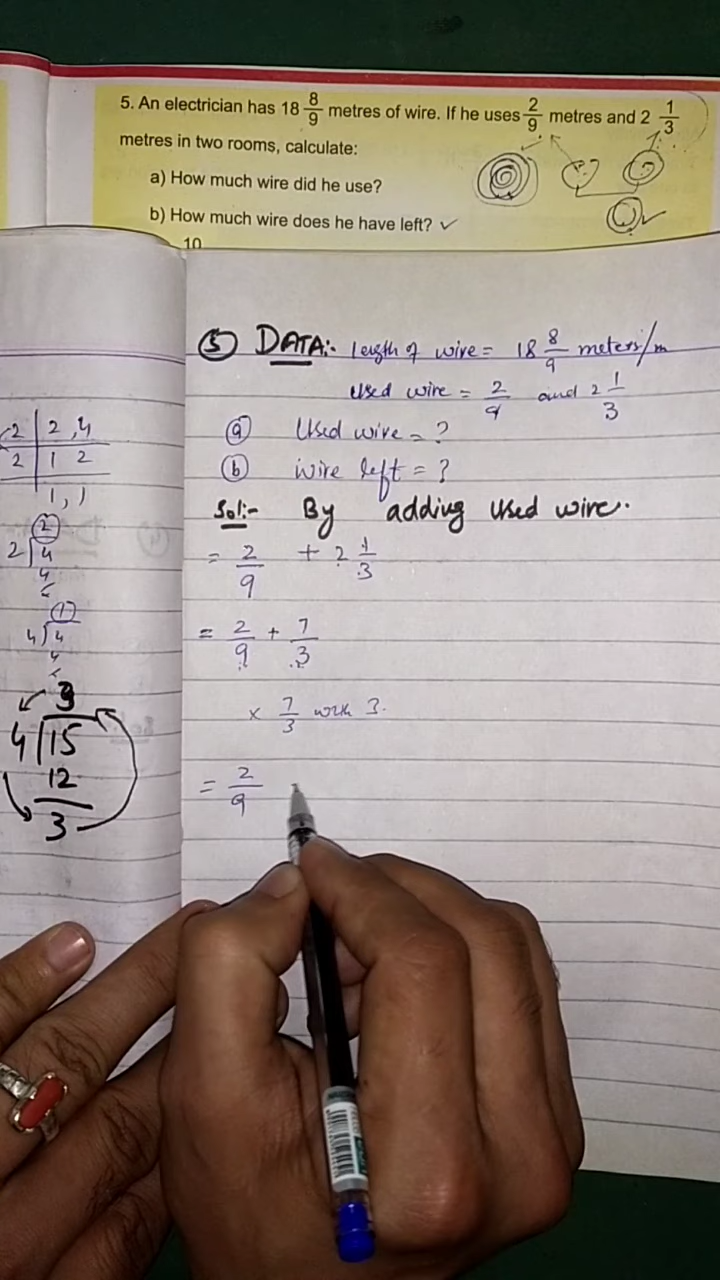 5. An electrician has 18 8/9 metres of wire. If he uses 2/9 metres and 2 1/3
metres in two rooms, calculate:
a) How much wire did he use?
b) How much wire does he have left? ✓
10
⑤ DATA:- length of wire = 18 8/9 meters/m
Used wire = 2/9 and 2 1/3
ⓐ Used wire = ?
ⓑ wire left = ?
Sol:- By adding used wire.
= 2/9 + 2 1/3
= 2/9 + 7/3
× 7/3 with 3.
= 2/9
2 | 2, 4
2 | 1 2
1, 1
②
2 ) 4
4
①
4 ) 4
4
3
4 ) 15
12
3